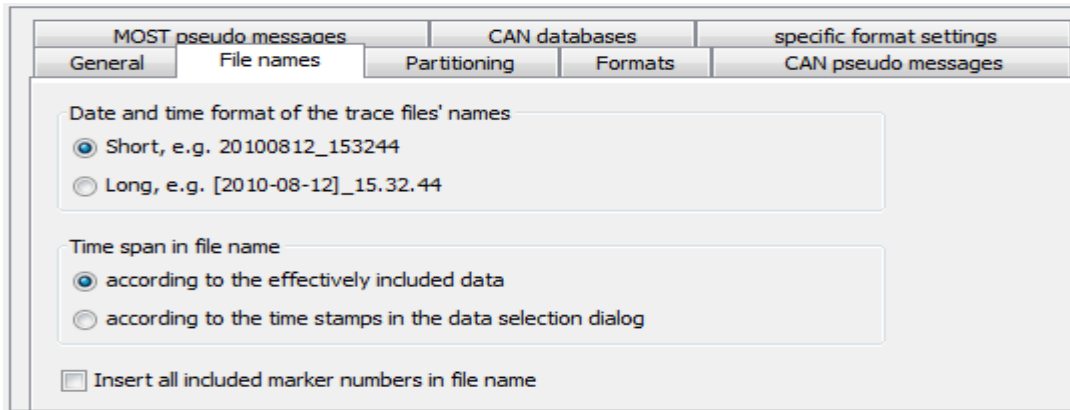 MOST pseudo messages CAN databases specific format settings
General File names Partitioning Formats CAN pseudo messages
Date and time format of the trace files' names
Short, e.g. 20100812_153244
Long, e.g. [2010-08-12]_15.32.44
Time span in file name
according to the effectively included data
according to the time stamps in the data selection dialog
Insert all included marker numbers in file name